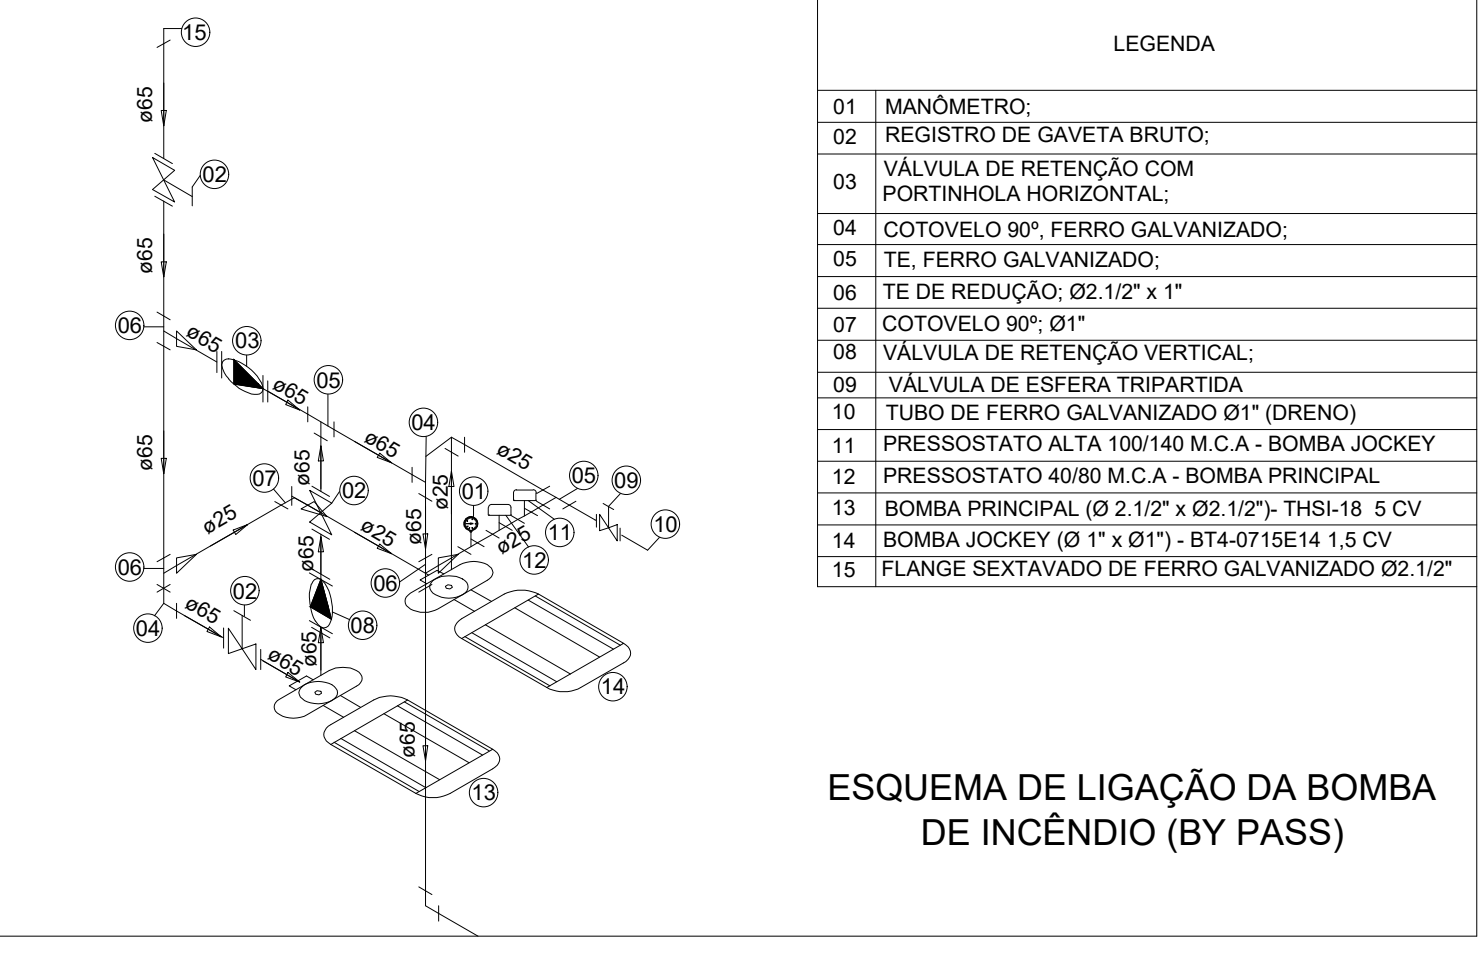 15
ø65
02
ø65
06
ø65
03
ø65
05
ø65
04
ø65
ø65
ø25
07
02
ø25
01
05
09
ø25
ø25
ø65
ø25
11
10
12
06
ø65
06
02
04
ø65
08
ø65
ø65
14
ø65
13
LEGENDA
01 MANÔMETRO;
02 REGISTRO DE GAVETA BRUTO;
03 VÁLVULA DE RETENÇÃO COM
PORTINHOLA HORIZONTAL;
04 COTOVELO 90º, FERRO GALVANIZADO;
05 TE, FERRO GALVANIZADO;
06 TE DE REDUÇÃO; Ø2.1/2" x 1"
07 COTOVELO 90º; Ø1"
08 VÁLVULA DE RETENÇÃO VERTICAL;
09 VÁLVULA DE ESFERA TRIPARTIDA
10 TUBO DE FERRO GALVANIZADO Ø1" (DRENO)
11 PRESSOSTATO ALTA 100/140 M.C.A - BOMBA JOCKEY
12 PRESSOSTATO 40/80 M.C.A - BOMBA PRINCIPAL
13 BOMBA PRINCIPAL (Ø 2.1/2" x Ø2.1/2")- THSI-18 5 CV
14 BOMBA JOCKEY (Ø 1" x Ø1") - BT4-0715E14 1,5 CV
15 FLANGE SEXTAVADO DE FERRO GALVANIZADO Ø2.1/2"
ESQUEMA DE LIGAÇÃO DA BOMBA
DE INCÊNDIO (BY PASS)